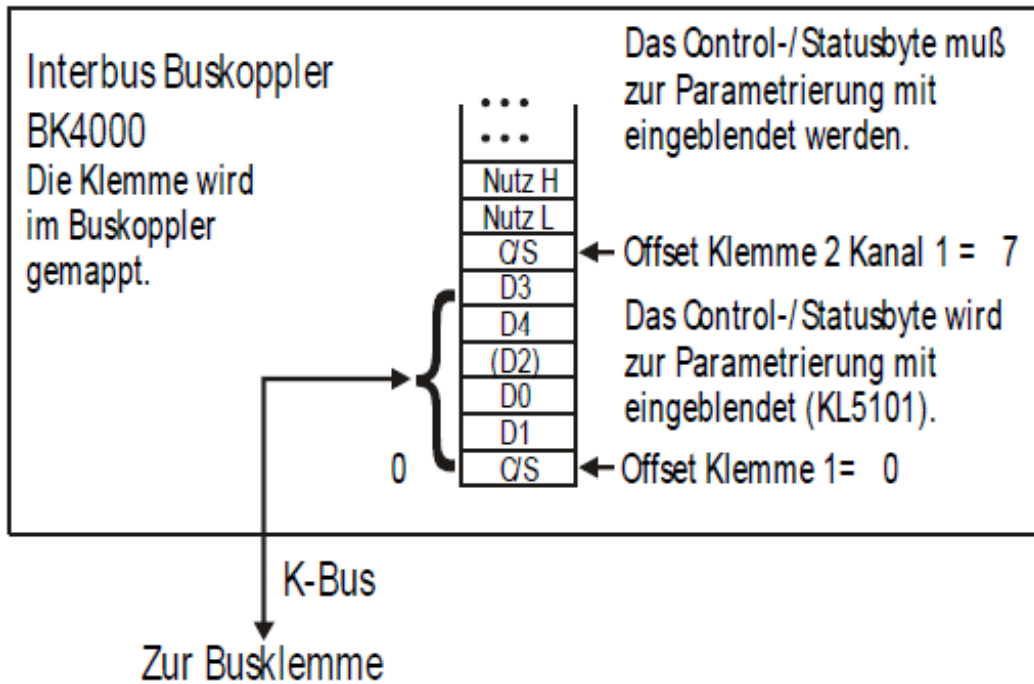 Interbus Buskoppler
BK4000
Die Klemme wird
im Buskoppler
gemappt.
Das Control-/Statusbyte muß
zur Parametrierung mit
eingeblendet werden.
...
...
Nutz H
Nutz L
C/S
Offset Klemme 2 Kanal 1 = 7
D3
D4
(D2)
D0
D1
Das Control-/Statusbyte wird
zur Parametrierung mit
eingeblendet (KL5101).
0
C/S
Offset Klemme 1= 0
K-Bus
Zur Busklemme